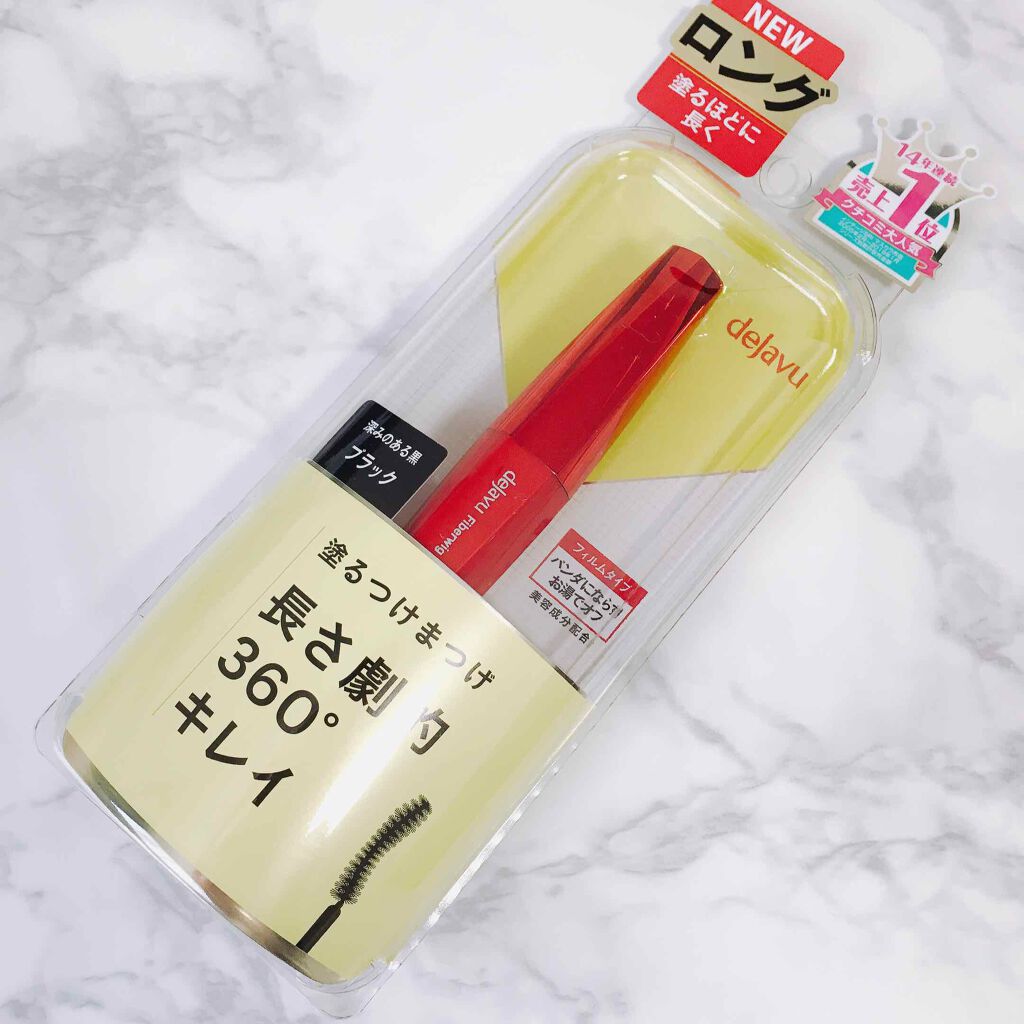 NEW
ロング
塗るほどに
長く
14年連続
売上1位
クチコミ大人気
dejavu
深みのある黒
ブラック
dejavu Fiberwig
フィルムタイプ
パンダにならず
お湯でオフ
美容成分配合
塗るつけまつげ
長さ劇的
360°
キレイ